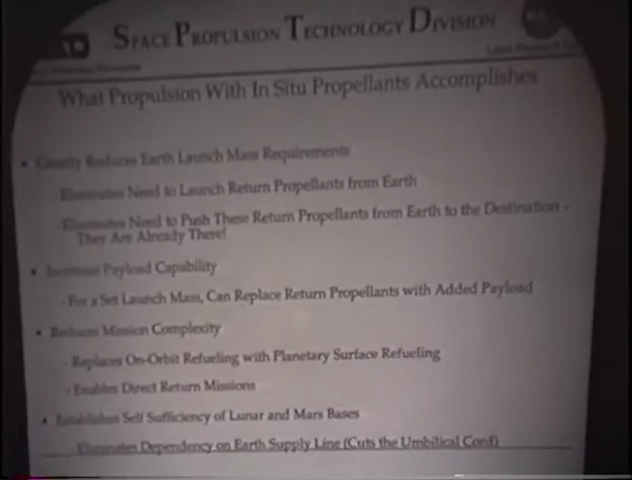 SPACE PROPULSION TECHNOLOGY DIVISION
Lewis Research
What Propulsion With In Situ Propellants Accomplishes
• Greatly Reduces Earth Launch Mass Requirements
- Eliminates Need to Launch Return Propellants from Earth
- Eliminates Need to Push These Return Propellants from Earth to the Destination -
They Are Already There!
• Increases Payload Capability
- For a Set Launch Mass, Can Replace Return Propellants with Added Payload
• Reduces Mission Complexity
- Replaces On-Orbit Refueling with Planetary Surface Refueling
- Enables Direct Return Missions
• Establishes Self Sufficiency of Lunar and Mars Bases
- Eliminates Dependency on Earth Supply Line (Cuts the Umbilical Cord)